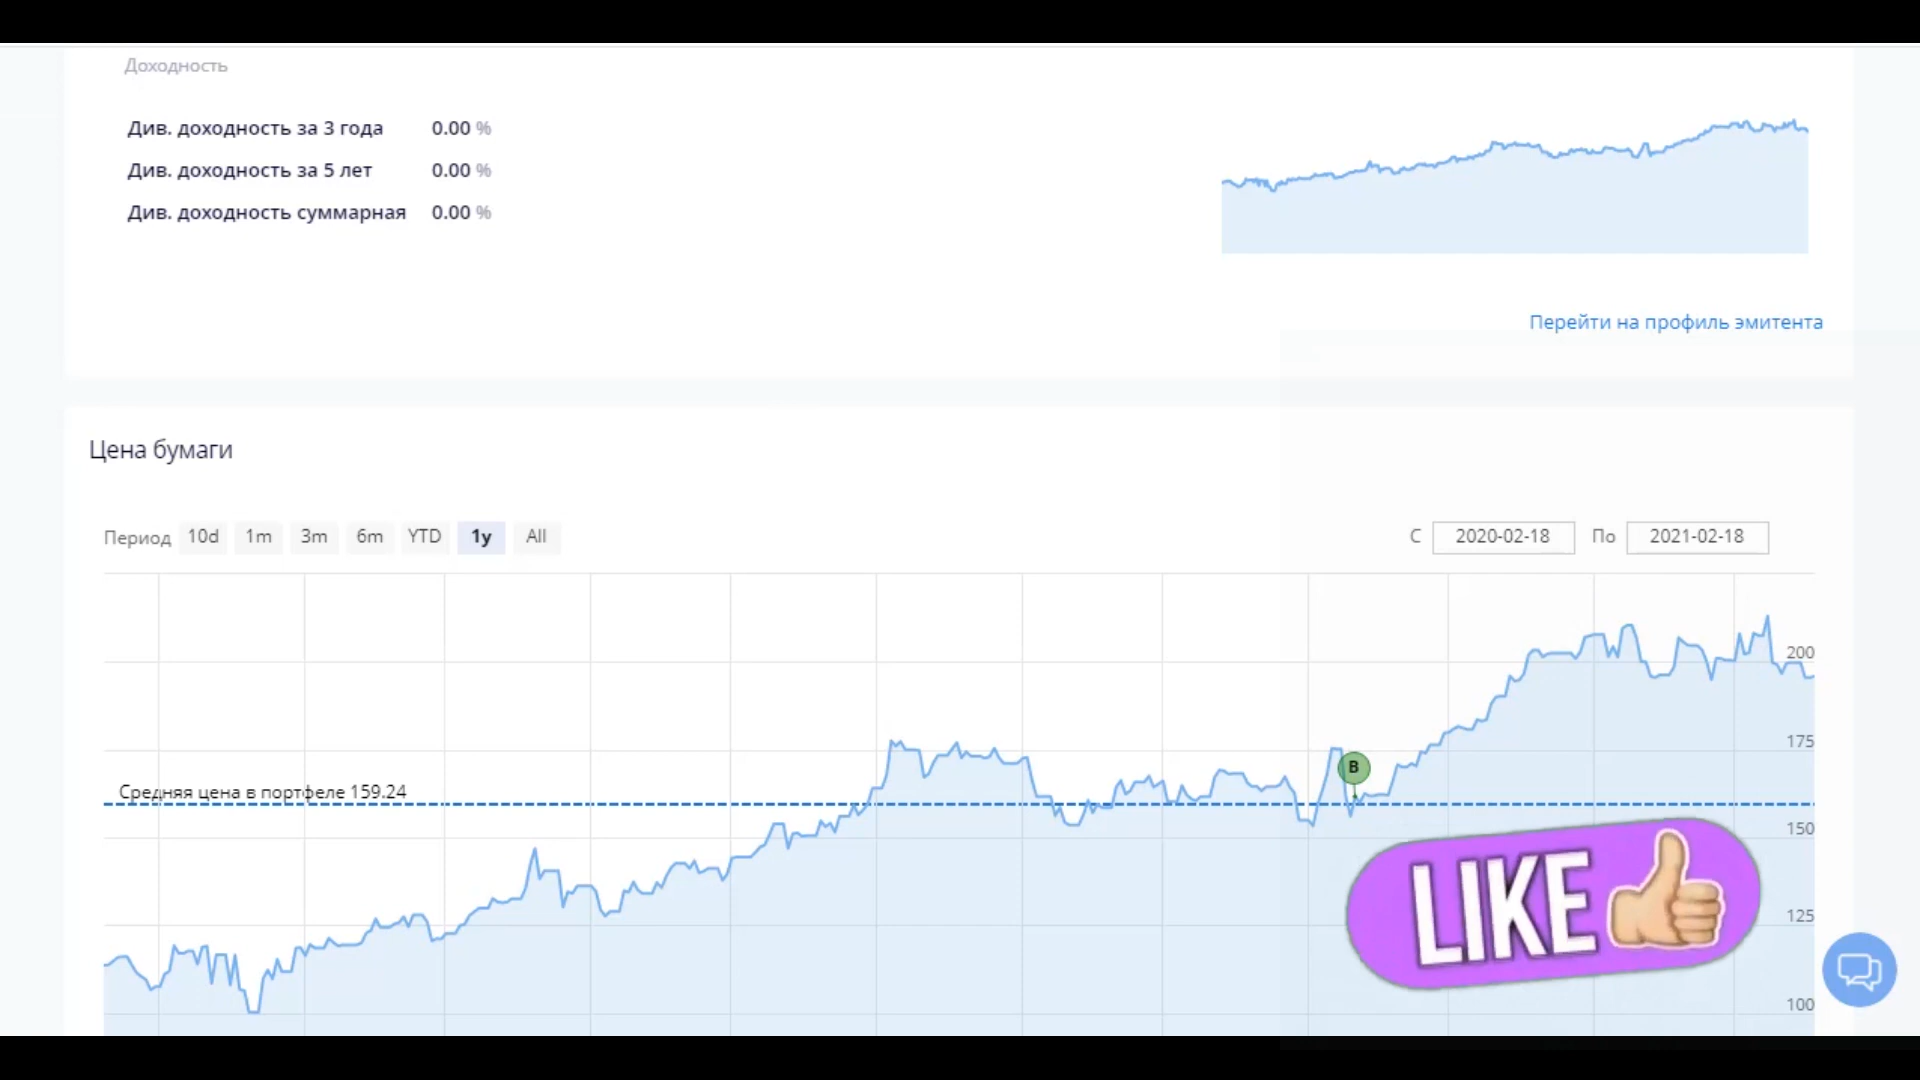 Доходность
Див. доходность за 3 года 0.00 %
Див. доходность за 5 лет 0.00 %
Див. доходность суммарная 0.00 %
Перейти на профиль эмитента
Цена бумаги
Период 10d 1m 3m 6m YTD 1y All С 2020-02-18 По 2021-02-18
200
175
B
Средняя цена в портфеле 159.24
150
LIKE
125
100